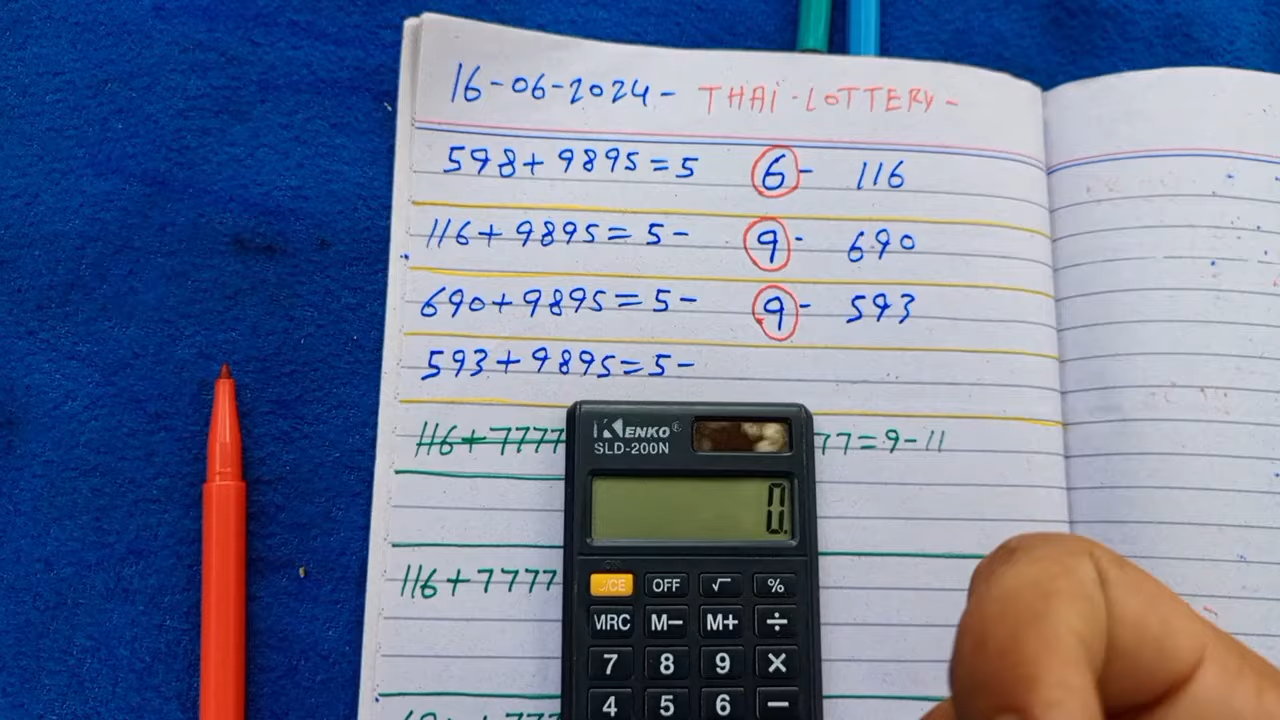 16-06-2024- THAI-LOTTERY-
598+9895=5 6- 116
116+9895=5- 9- 690
690+9895=5- 9- 593
593+9895=5-
116+7777 77=9-11
KENKO®
SLD-200N
0.
116+7777
C/CE OFF √ %
MRC M− M+ ÷
7 8 9 ×
4 5 6 −